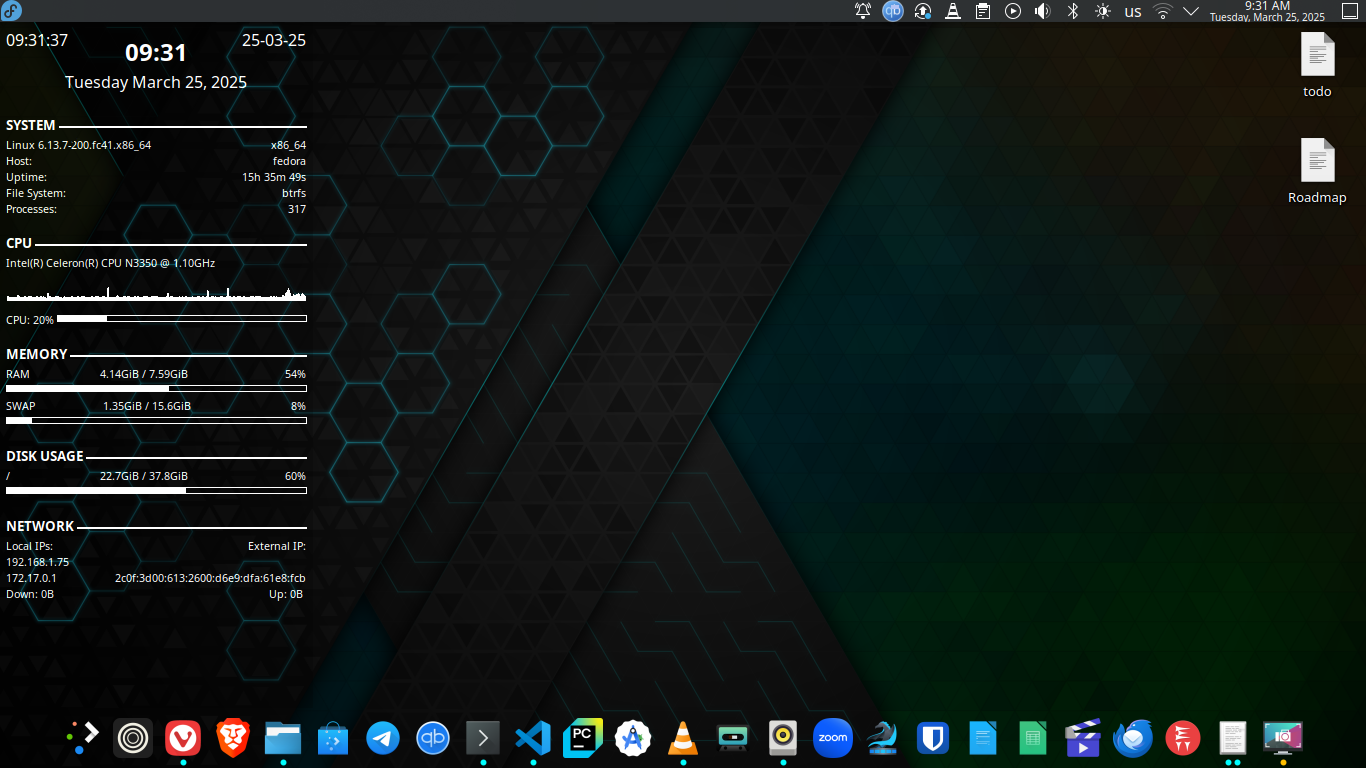 us
9:31 AM
Tuesday, March 25, 2025
09:31:37
25-03-25
09:31
Tuesday March 25, 2025
SYSTEM
Linux 6.13.7-200.fc41.x86_64 x86_64
Host: fedora
Uptime: 15h 35m 49s
File System: btrfs
Processes: 317
CPU
Intel(R) Celeron(R) CPU N3350 @ 1.10GHz
CPU: 20%
MEMORY
RAM 4.14GiB / 7.59GiB 54%
SWAP 1.35GiB / 15.6GiB 8%
DISK USAGE
/ 22.7GiB / 37.8GiB 60%
NETWORK
Local IPs: External IP:
192.168.1.75
172.17.0.1 2c0f:3d00:613:2600:d6e9:dfa:61e8:fcb
Down: 0B Up: 0B
todo
Roadmap
qb
PC
zoom